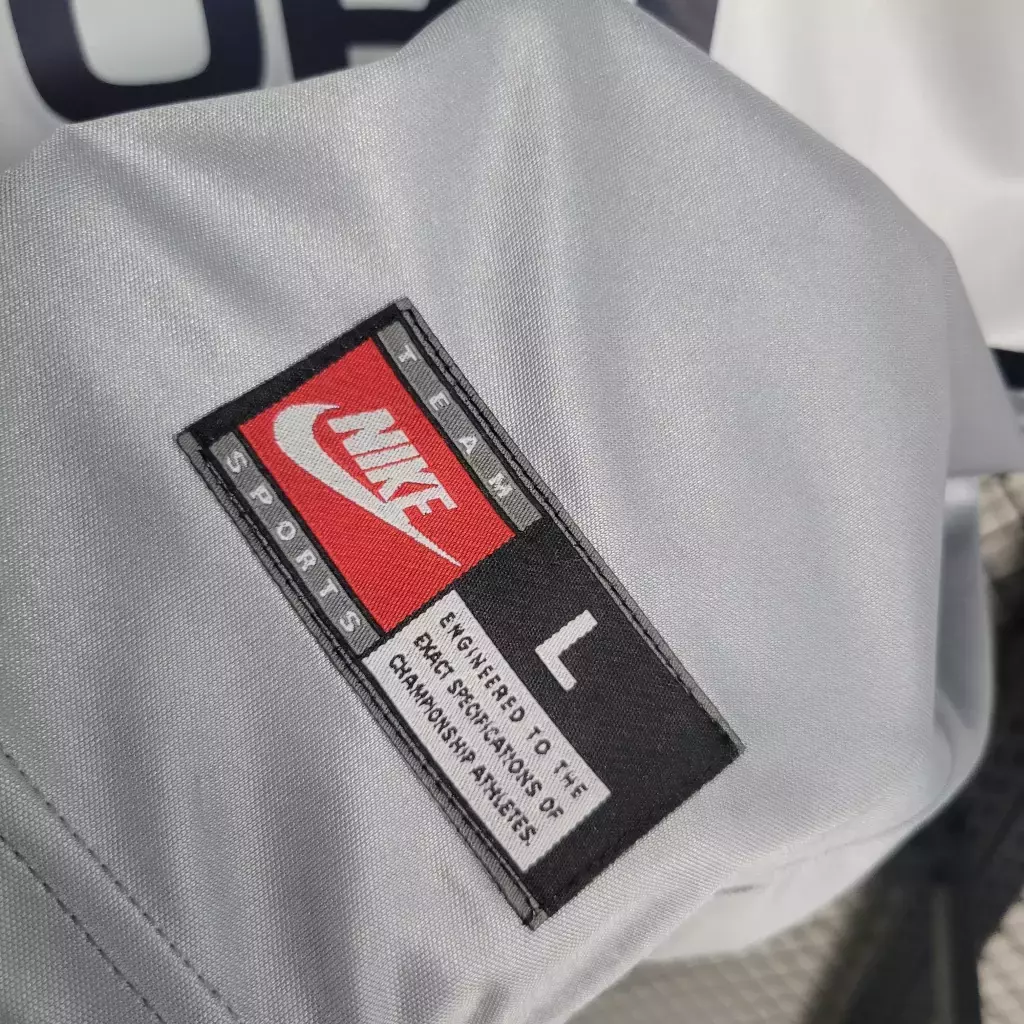 TEAM
NIKE
SPORTS
L
ENGINEERED TO THE
EXACT SPECIFICATIONS OF
CHAMPIONSHIP ATHLETES.